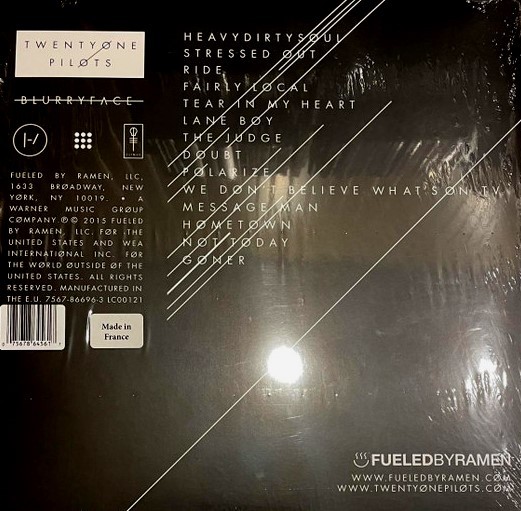 TWENTYØNE
PILØTS
BLURRYFACE
|-/
FUELED BY RAMEN, LLC,
1633 BRØADWAY, NEW
YØRK, NY 10019. • A
WARNER MUSIC GRØUP
CØMPANY. ℗ © 2015 FUELED
BY RAMEN, LLC. FØR THE
UNITED STATES AND WEA
INTERNATIØNAL INC. FØR
THE WØRLD ØUTSIDE ØF THE
UNITED STATES. ALL RIGHTS
RESERVED. MANUFACTURED IN
THE E.U. 7567-86696-3 LC00121
0 75678 64561 7
Made in
France
HEAVYDIRTYSOUL
STRESSED OUT
RIDE
FAIRLY LOCAL
TEAR IN MY HEART
LANE BOY
THE JUDGE
DOUBT
POLARIZE
WE DON'T BELIEVE WHAT'S ON TV
MESSAGE MAN
HOMETOWN
NOT TODAY
GONER
FUELEDBYRAMEN
WWW.FUELEDBYRAMEN.CØM
WWW.TWENTYØNEPILØTS.CØM